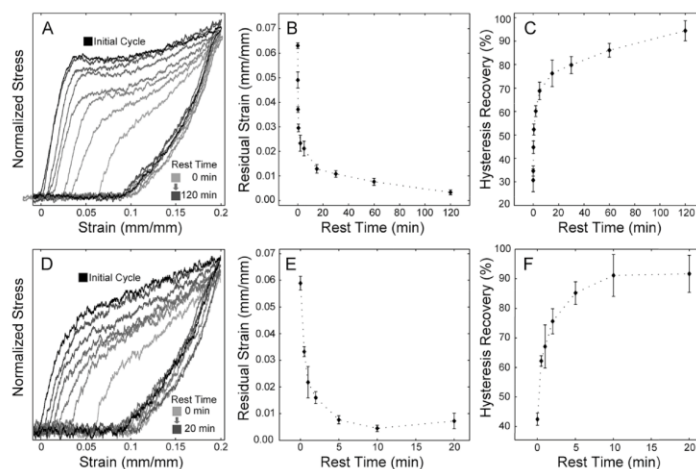 A
Initial Cycle
Normalized Stress
Rest Time
0 min
120 min
0 0.05 0.1 0.15 0.2
Strain (mm/mm)
B
Residual Strain (mm/mm)
0.07
0.06
0.05
0.04
0.03
0.02
0.01
0.00
0 20 40 60 80 100 120
Rest Time (min)
C
Hysteresis Recovery (%)
100
90
80
70
60
50
40
30
0 20 40 60 80 100 120
Rest Time (min)
D
Initial Cycle
Normalized Stress
Rest Time
0 min
20 min
0 0.05 0.1 0.15 0.2
Strain (mm/mm)
E
Residual Strain (mm/mm)
0.07
0.06
0.05
0.04
0.03
0.02
0.01
0.00
0 5 10 15 20
Rest Time (min)
F
Hysteresis Recovery (%)
100
90
80
70
60
50
40
0 5 10 15 20
Rest Time (min)